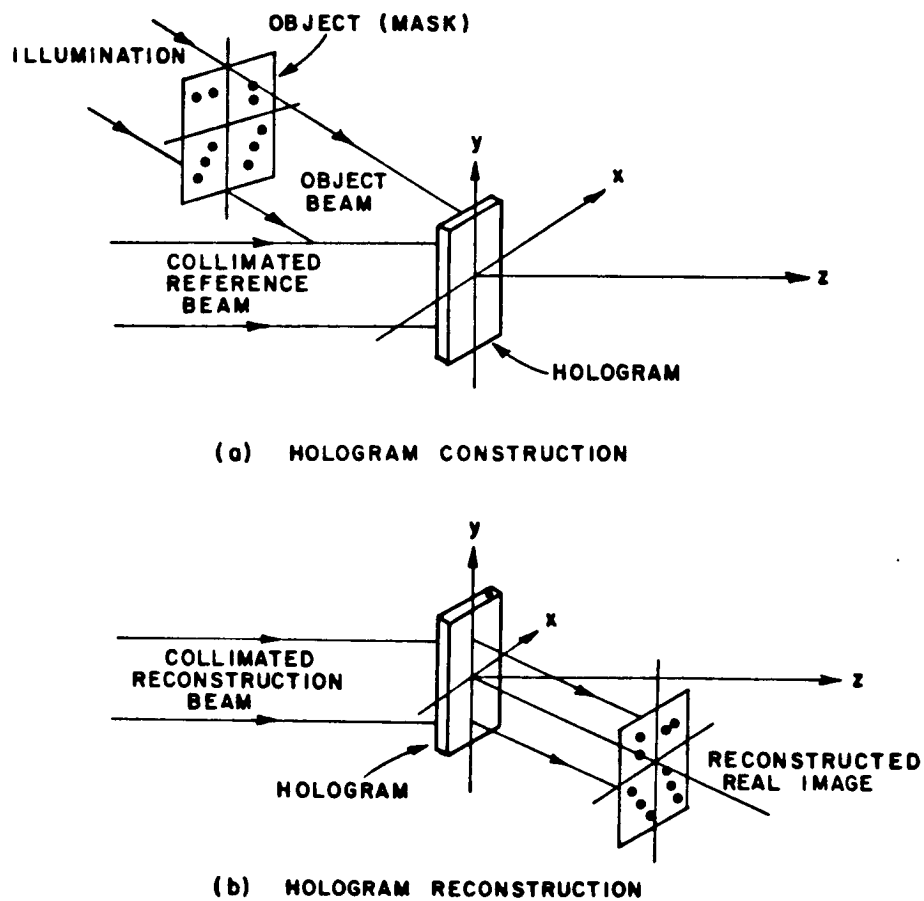 OBJECT (MASK)
ILLUMINATION
OBJECT
BEAM
y
x
COLLIMATED
REFERENCE
BEAM
z
HOLOGRAM
(a) HOLOGRAM CONSTRUCTION
y
x
COLLIMATED
RECONSTRUCTION
BEAM
z
HOLOGRAM
RECONSTRUCTED
REAL IMAGE
(b) HOLOGRAM RECONSTRUCTION